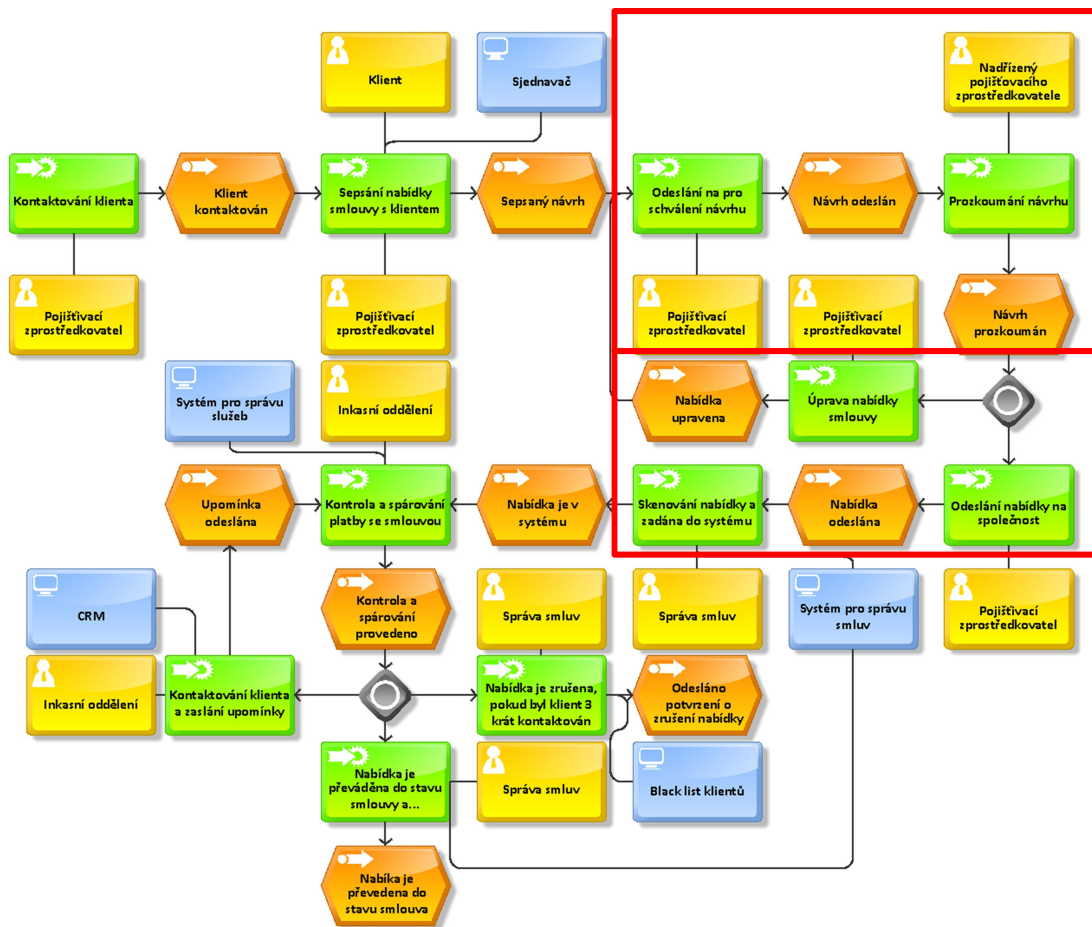 Klient
Sjednavač
Nadřízený
pojišťovacího
zprostředkovatele
Kontaktování klienta
Klient
kontaktován
Sepsání nabídky
smlouvy s klientem
Sepsaný návrh
Odeslání na pro
schválení návrhu
Návrh odeslán
Prozkoumání návrhu
Pojišťivací
zprostředkovatel
Pojišťivací
zprostředkovatel
Pojišťivací
zprostředkovatel
Pojišťivací
zprostředkovatel
Návrh
prozkoumán
Systém pro správu
služeb
Inkasní oddělení
Nabídka
upravena
Úprava nabídky
smlouvy
Upomínka
odeslána
Kontrola a spárování
platby se smlouvou
Nabídka je v
systému
Skenování nabídky a
zadána do systému
Nabídka
odeslána
Odeslání nabídky na
společnost
CRM
Kontrola a
spárování
provedeno
Správa smluv
Správa smluv
Systém pro správu
smluv
Pojišťivací
zprostředkovatel
Inkasní oddělení
Kontaktování klienta
a zaslání upomínky
Nabídka je zrušena,
pokud byl klient 3
krát kontaktován
Odesláno
potvrzení o
zrušení nabídky
Nabídka je
převáděna do stavu
smlouvy a...
Správa smluv
Black list klientů
Nabíka je
převedena do
stavu smlouva